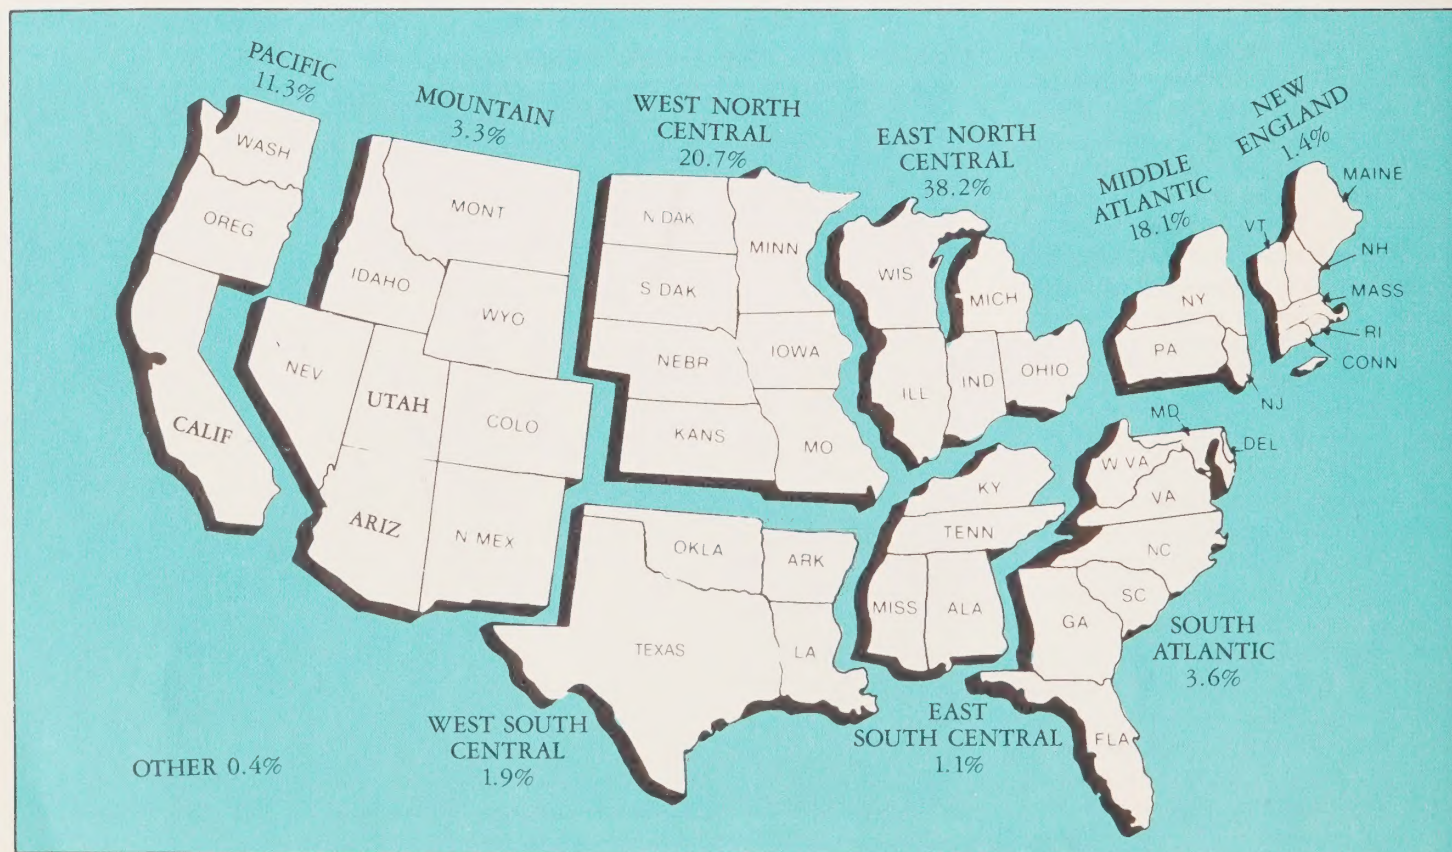 PACIFIC
11.3%
WASH
OREG
CALIF
MOUNTAIN
3.3%
MONT
IDAHO
WYO
NEV
UTAH
COLO
ARIZ
N MEX
WEST NORTH
CENTRAL
20.7%
N DAK
MINN
S DAK
NEBR
IOWA
KANS
MO
EAST NORTH
CENTRAL
38.2%
WIS
MICH
ILL
IND
OHIO
MIDDLE
ATLANTIC
18.1%
NY
PA
NJ
NEW
ENGLAND
1.4%
MAINE
VT
NH
MASS
RI
CONN
MD
DEL
W VA
VA
NC
SC
GA
FLA
SOUTH
ATLANTIC
3.6%
KY
TENN
MISS
ALA
EAST
SOUTH CENTRAL
1.1%
OKLA
ARK
TEXAS
LA
WEST SOUTH
CENTRAL
1.9%
OTHER 0.4%